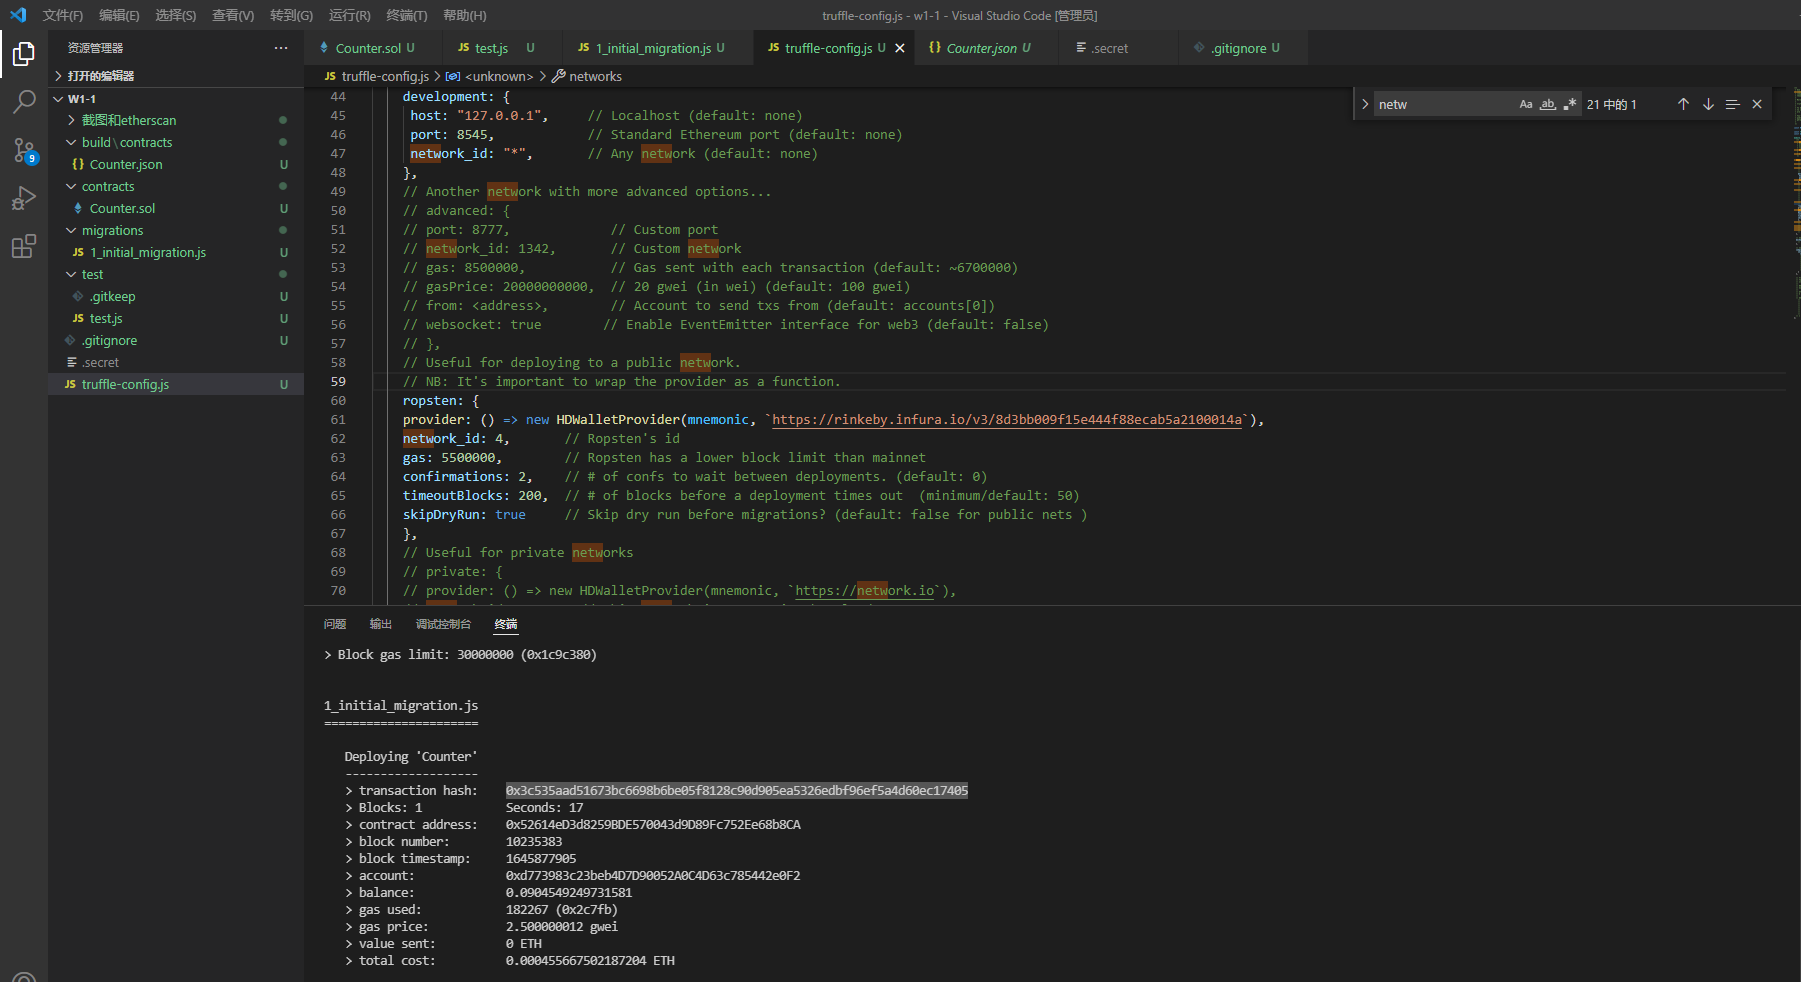 文件(F) 编辑(E) 选择(S) 查看(V) 转到(G) 运行(R) 终端(T) 帮助(H) truffle-config.js - w1-1 - Visual Studio Code [管理员]
资源管理器 ···
Counter.sol U JS test.js U JS 1_initial_migration.js U JS truffle-config.js U {} Counter.json U .secret .gitignore U
打开的编辑器
JS truffle-config.js > <unknown> > networks
netw Aa ab 21 中的 1
9
W1-1
截图和etherscan
build\contracts
{} Counter.json U
contracts
Counter.sol U
migrations
JS 1_initial_migration.js U
test
.gitkeep U
JS test.js U
.gitignore U
.secret
JS truffle-config.js U
44 development: {
45 host: "127.0.0.1", // Localhost (default: none)
46 port: 8545, // Standard Ethereum port (default: none)
47 network_id: "*", // Any network (default: none)
48 },
49 // Another network with more advanced options...
50 // advanced: {
51 // port: 8777, // Custom port
52 // network_id: 1342, // Custom network
53 // gas: 8500000, // Gas sent with each transaction (default: ~6700000)
54 // gasPrice: 20000000000, // 20 gwei (in wei) (default: 100 gwei)
55 // from: <address>, // Account to send txs from (default: accounts[0])
56 // websocket: true // Enable EventEmitter interface for web3 (default: false)
57 // },
58 // Useful for deploying to a public network.
59 // NB: It's important to wrap the provider as a function.
60 ropsten: {
61 provider: () => new HDWalletProvider(mnemonic, `https://rinkeby.infura.io/v3/8d3bb009f15e444f88ecab5a2100014a`),
62 network_id: 4, // Ropsten's id
63 gas: 5500000, // Ropsten has a lower block limit than mainnet
64 confirmations: 2, // # of confs to wait between deployments. (default: 0)
65 timeoutBlocks: 200, // # of blocks before a deployment times out (minimum/default: 50)
66 skipDryRun: true // Skip dry run before migrations? (default: false for public nets )
67 },
68 // Useful for private networks
69 // private: {
70 // provider: () => new HDWalletProvider(mnemonic, `https://network.io`),
问题 输出 调试控制台 终端
> Block gas limit: 30000000 (0x1c9c380)
1_initial_migration.js
======================
Deploying 'Counter'
-------------------
> transaction hash: 0x3c535aad51673bc6698b6be05f8128c90d905ea5326edbf96ef5a4d60ec17405
> Blocks: 1 Seconds: 17
> contract address: 0x52614eD3d8259BDE570043d9D89Fc752Ee68b8CA
> block number: 10235383
> block timestamp: 1645877905
> account: 0xd773983c23beb4D7D90052A0C4D63c785442e0F2
> balance: 0.0904549249731581
> gas used: 182267 (0x2c7fb)
> gas price: 2.500000012 gwei
> value sent: 0 ETH
> total cost: 0.000455667502187204 ETH